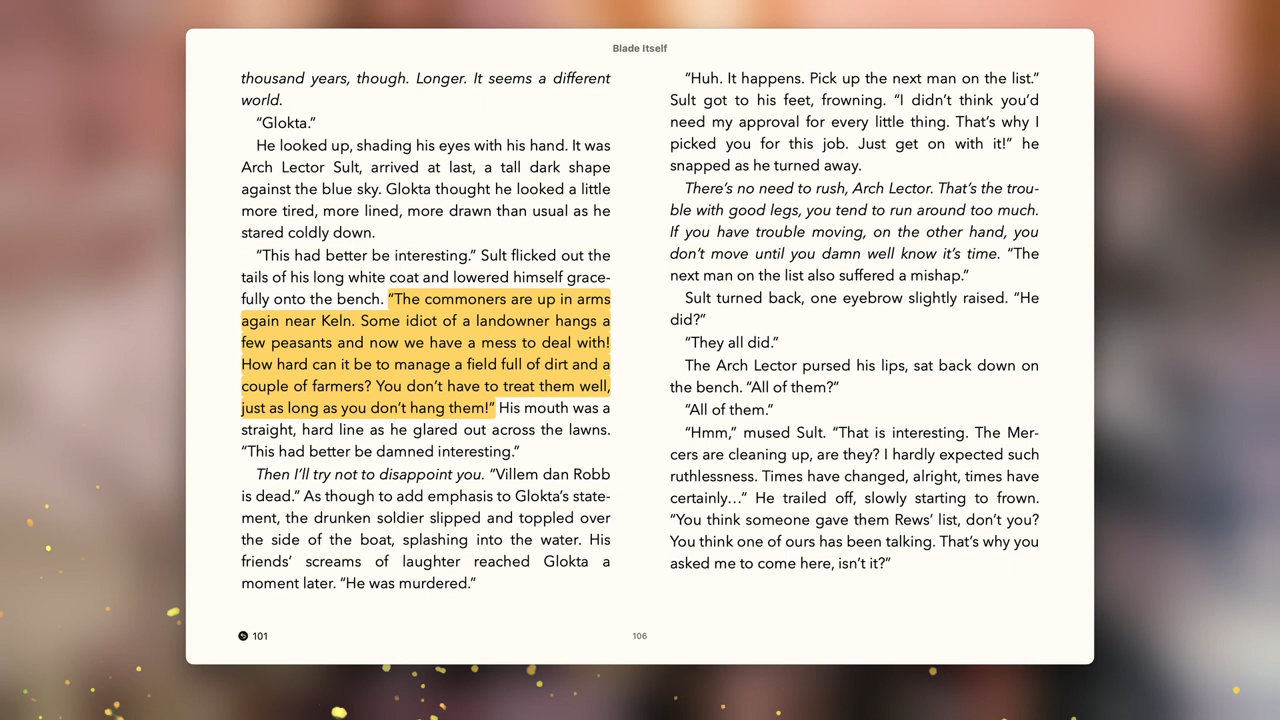 Blade Itself
thousand years, though. Longer. It seems a different
world.
“Glokta.”
He looked up, shading his eyes with his hand. It was
Arch Lector Sult, arrived at last, a tall dark shape
against the blue sky. Glokta thought he looked a little
more tired, more lined, more drawn than usual as he
stared coldly down.
“This had better be interesting.” Sult flicked out the
tails of his long white coat and lowered himself grace-
fully onto the bench. “The commoners are up in arms
again near Keln. Some idiot of a landowner hangs a
few peasants and now we have a mess to deal with!
How hard can it be to manage a field full of dirt and a
couple of farmers? You don’t have to treat them well,
just as long as you don’t hang them!” His mouth was a
straight, hard line as he glared out across the lawns.
“This had better be damned interesting.”
Then I’ll try not to disappoint you. “Villem dan Robb
is dead.” As though to add emphasis to Glokta’s state-
ment, the drunken soldier slipped and toppled over
the side of the boat, splashing into the water. His
friends’ screams of laughter reached Glokta a
moment later. “He was murdered.”
“Huh. It happens. Pick up the next man on the list.”
Sult got to his feet, frowning. “I didn’t think you’d
need my approval for every little thing. That’s why I
picked you for this job. Just get on with it!” he
snapped as he turned away.
There’s no need to rush, Arch Lector. That’s the trou-
ble with good legs, you tend to run around too much.
If you have trouble moving, on the other hand, you
don’t move until you damn well know it’s time. “The
next man on the list also suffered a mishap.”
Sult turned back, one eyebrow slightly raised. “He
did?”
“They all did.”
The Arch Lector pursed his lips, sat back down on
the bench. “All of them?”
“All of them.”
“Hmm,” mused Sult. “That is interesting. The Mer-
cers are cleaning up, are they? I hardly expected such
ruthlessness. Times have changed, alright, times have
certainly…” He trailed off, slowly starting to frown.
“You think someone gave them Rews’ list, don’t you?
You think one of ours has been talking. That’s why you
asked me to come here, isn’t it?”
101
106